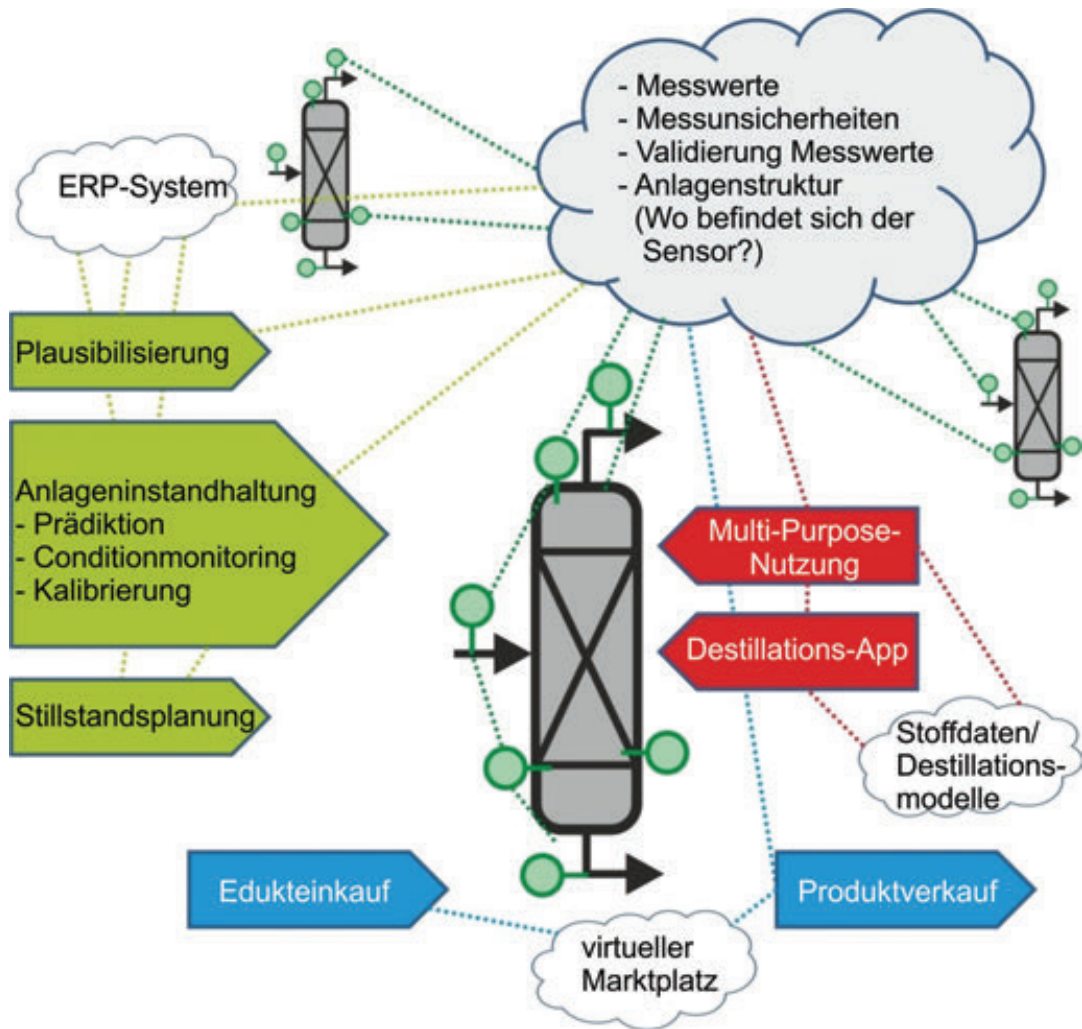 - Messwerte
- Messunsicherheiten
- Validierung Messwerte
- Anlagenstruktur
(Wo befindet sich der
Sensor?)
ERP-System
Plausibilisierung
Anlageninstandhaltung
- Prädiktion
- Conditionmonitoring
- Kalibrierung
Stillstandsplanung
Multi-Purpose-
Nutzung
Destillations-App
Stoffdaten/
Destillations-
modelle
Edukteinkauf
Produktverkauf
virtueller
Marktplatz